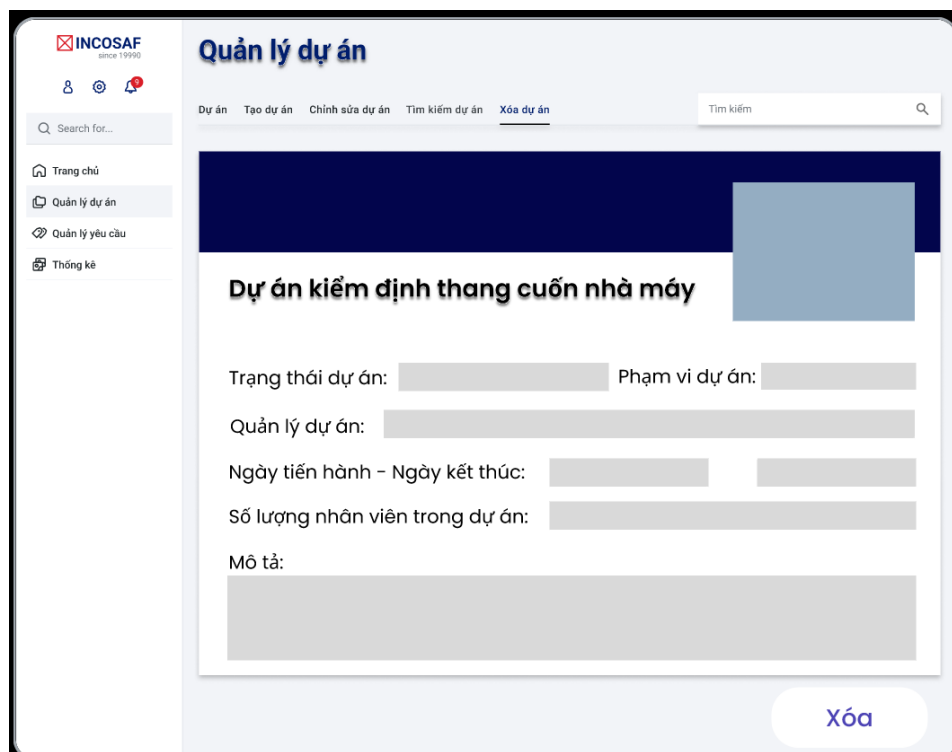 INCOSAF
since 19990
9
Search for...
Trang chủ
Quản lý dự án
Quản lý yêu cầu
Thống kê
Quản lý dự án
Dự án Tạo dự án Chỉnh sửa dự án Tìm kiếm dự án Xóa dự án
Tìm kiếm
Dự án kiểm định thang cuốn nhà máy
Trạng thái dự án: Phạm vi dự án:
Quản lý dự án:
Ngày tiến hành - Ngày kết thúc:
Số lượng nhân viên trong dự án:
Mô tả:
Xóa